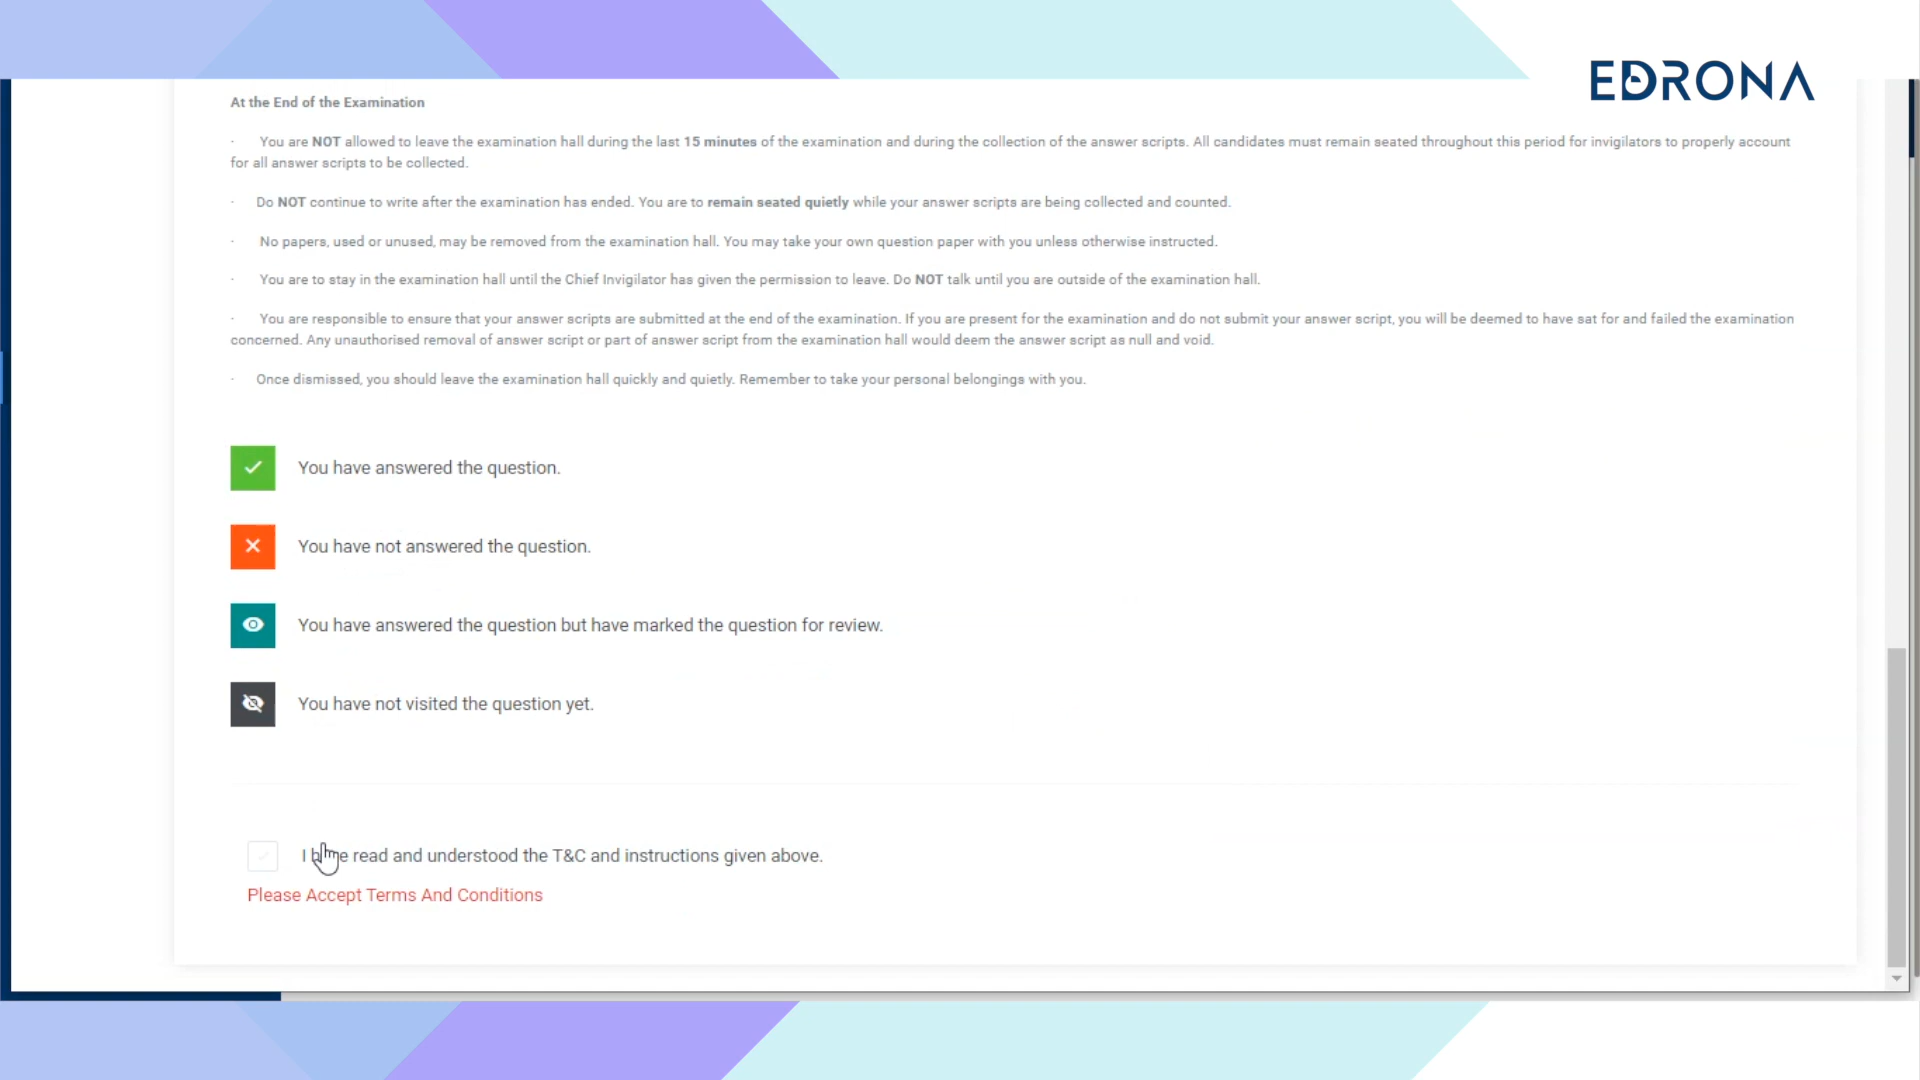 EDRONA
At the End of the Examination
· You are NOT allowed to leave the examination hall during the last 15 minutes of the examination and during the collection of the answer scripts. All candidates must remain seated throughout this period for invigilators to properly account
for all answer scripts to be collected.
· Do NOT continue to write after the examination has ended. You are to remain seated quietly while your answer scripts are being collected and counted.
· No papers, used or unused, may be removed from the examination hall. You may take your own question paper with you unless otherwise instructed.
· You are to stay in the examination hall until the Chief Invigilator has given the permission to leave. Do NOT talk until you are outside of the examination hall.
· You are responsible to ensure that your answer scripts are submitted at the end of the examination. If you are present for the examination and do not submit your answer script, you will be deemed to have sat for and failed the examination
concerned. Any unauthorised removal of answer script or part of answer script from the examination hall would deem the answer script as null and void.
· Once dismissed, you should leave the examination hall quickly and quietly. Remember to take your personal belongings with you.
You have answered the question.
You have not answered the question.
You have answered the question but have marked the question for review.
You have not visited the question yet.
I have read and understood the T&C and instructions given above.
Please Accept Terms And Conditions